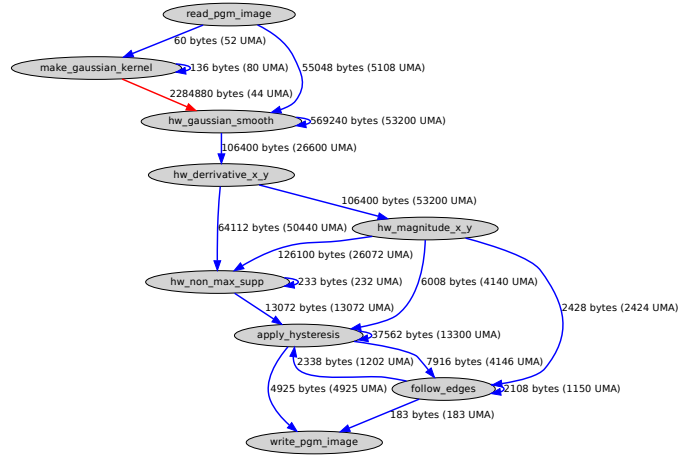 read_pgm_image
60 bytes (52 UMA)
make_gaussian_kernel
136 bytes (80 UMA)
55048 bytes (5108 UMA)
2284880 bytes (44 UMA)
hw_gaussian_smooth
569240 bytes (53200 UMA)
106400 bytes (26600 UMA)
hw_derrivative_x_y
106400 bytes (53200 UMA)
64112 bytes (50440 UMA)
hw_magnitude_x_y
126100 bytes (26072 UMA)
hw_non_max_supp
233 bytes (232 UMA)
6008 bytes (4140 UMA)
13072 bytes (13072 UMA)
2428 bytes (2424 UMA)
apply_hysteresis
37562 bytes (13300 UMA)
2338 bytes (1202 UMA)
7916 bytes (4146 UMA)
4925 bytes (4925 UMA)
follow_edges
2108 bytes (1150 UMA)
183 bytes (183 UMA)
write_pgm_image